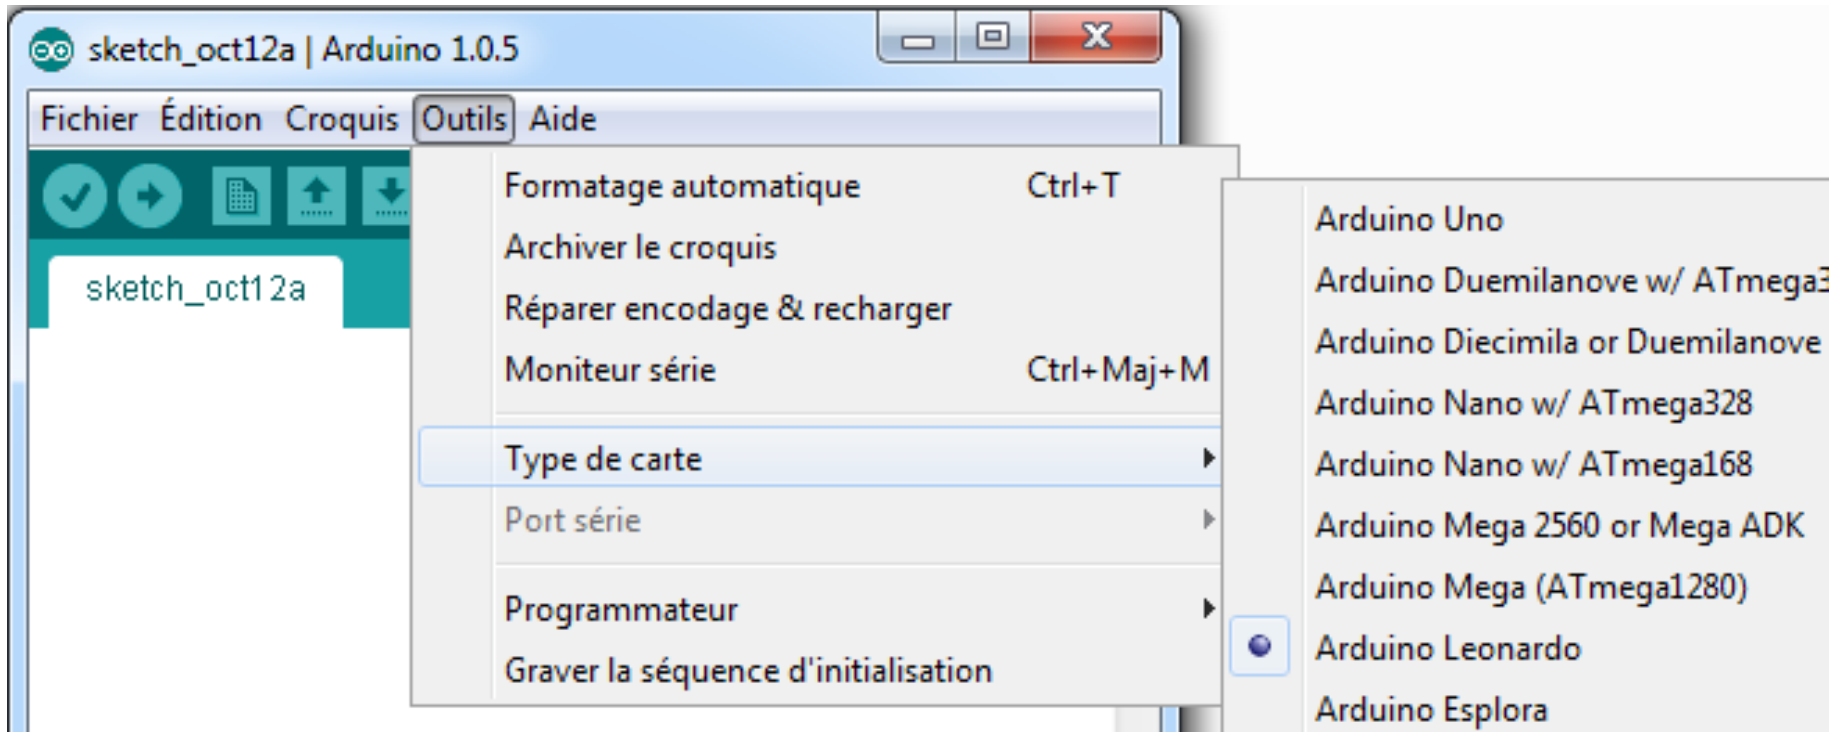 sketch_oct12a | Arduino 1.0.5
Fichier Édition Croquis Outils Aide
sketch_oct12a
Formatage automatique Ctrl+T
Archiver le croquis
Réparer encodage & recharger
Moniteur série Ctrl+Maj+M
Type de carte
Port série
Programmateur
Graver la séquence d'initialisation
Arduino Uno
Arduino Duemilanove w/ ATmega3
Arduino Diecimila or Duemilanove
Arduino Nano w/ ATmega328
Arduino Nano w/ ATmega168
Arduino Mega 2560 or Mega ADK
Arduino Mega (ATmega1280)
Arduino Leonardo
Arduino Esplora